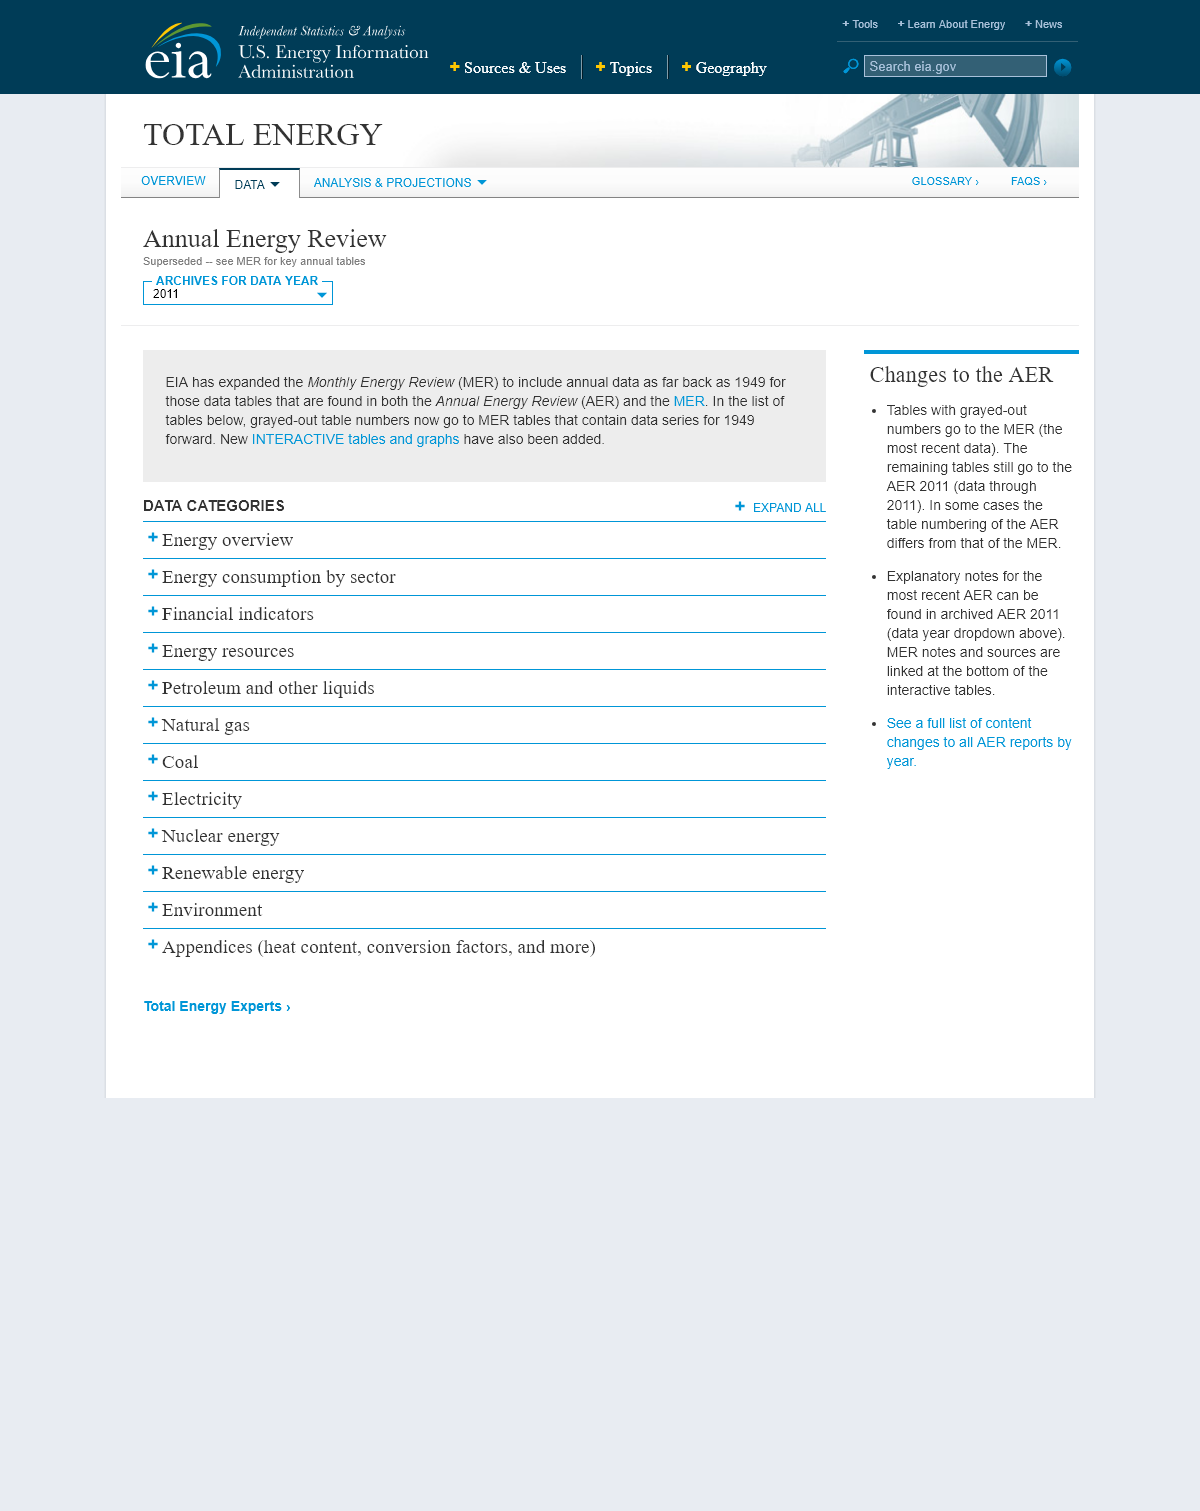 eia
Independent Statistics & Analysis
U.S. Energy Information
Administration
+ Sources & Uses
+ Topics
+ Geography
+ Tools
+ Learn About Energy
+ News
Search eia.gov
TOTAL ENERGY
OVERVIEW
DATA
ANALYSIS & PROJECTIONS
GLOSSARY ›
FAQS ›
Annual Energy Review
Superseded -- see MER for key annual tables
ARCHIVES FOR DATA YEAR
2011
EIA has expanded the Monthly Energy Review (MER) to include annual data as far back as 1949 for
those data tables that are found in both the Annual Energy Review (AER) and the MER. In the list of
tables below, grayed-out table numbers now go to MER tables that contain data series for 1949
forward. New INTERACTIVE tables and graphs have also been added.
DATA CATEGORIES
+ EXPAND ALL
+ Energy overview
+ Energy consumption by sector
+ Financial indicators
+ Energy resources
+ Petroleum and other liquids
+ Natural gas
+ Coal
+ Electricity
+ Nuclear energy
+ Renewable energy
+ Environment
+ Appendices (heat content, conversion factors, and more)
Total Energy Experts ›
Changes to the AER
• Tables with grayed-out
numbers go to the MER (the
most recent data). The
remaining tables still go to the
AER 2011 (data through
2011). In some cases the
table numbering of the AER
differs from that of the MER.
• Explanatory notes for the
most recent AER can be
found in archived AER 2011
(data year dropdown above).
MER notes and sources are
linked at the bottom of the
interactive tables.
• See a full list of content
changes to all AER reports by
year.